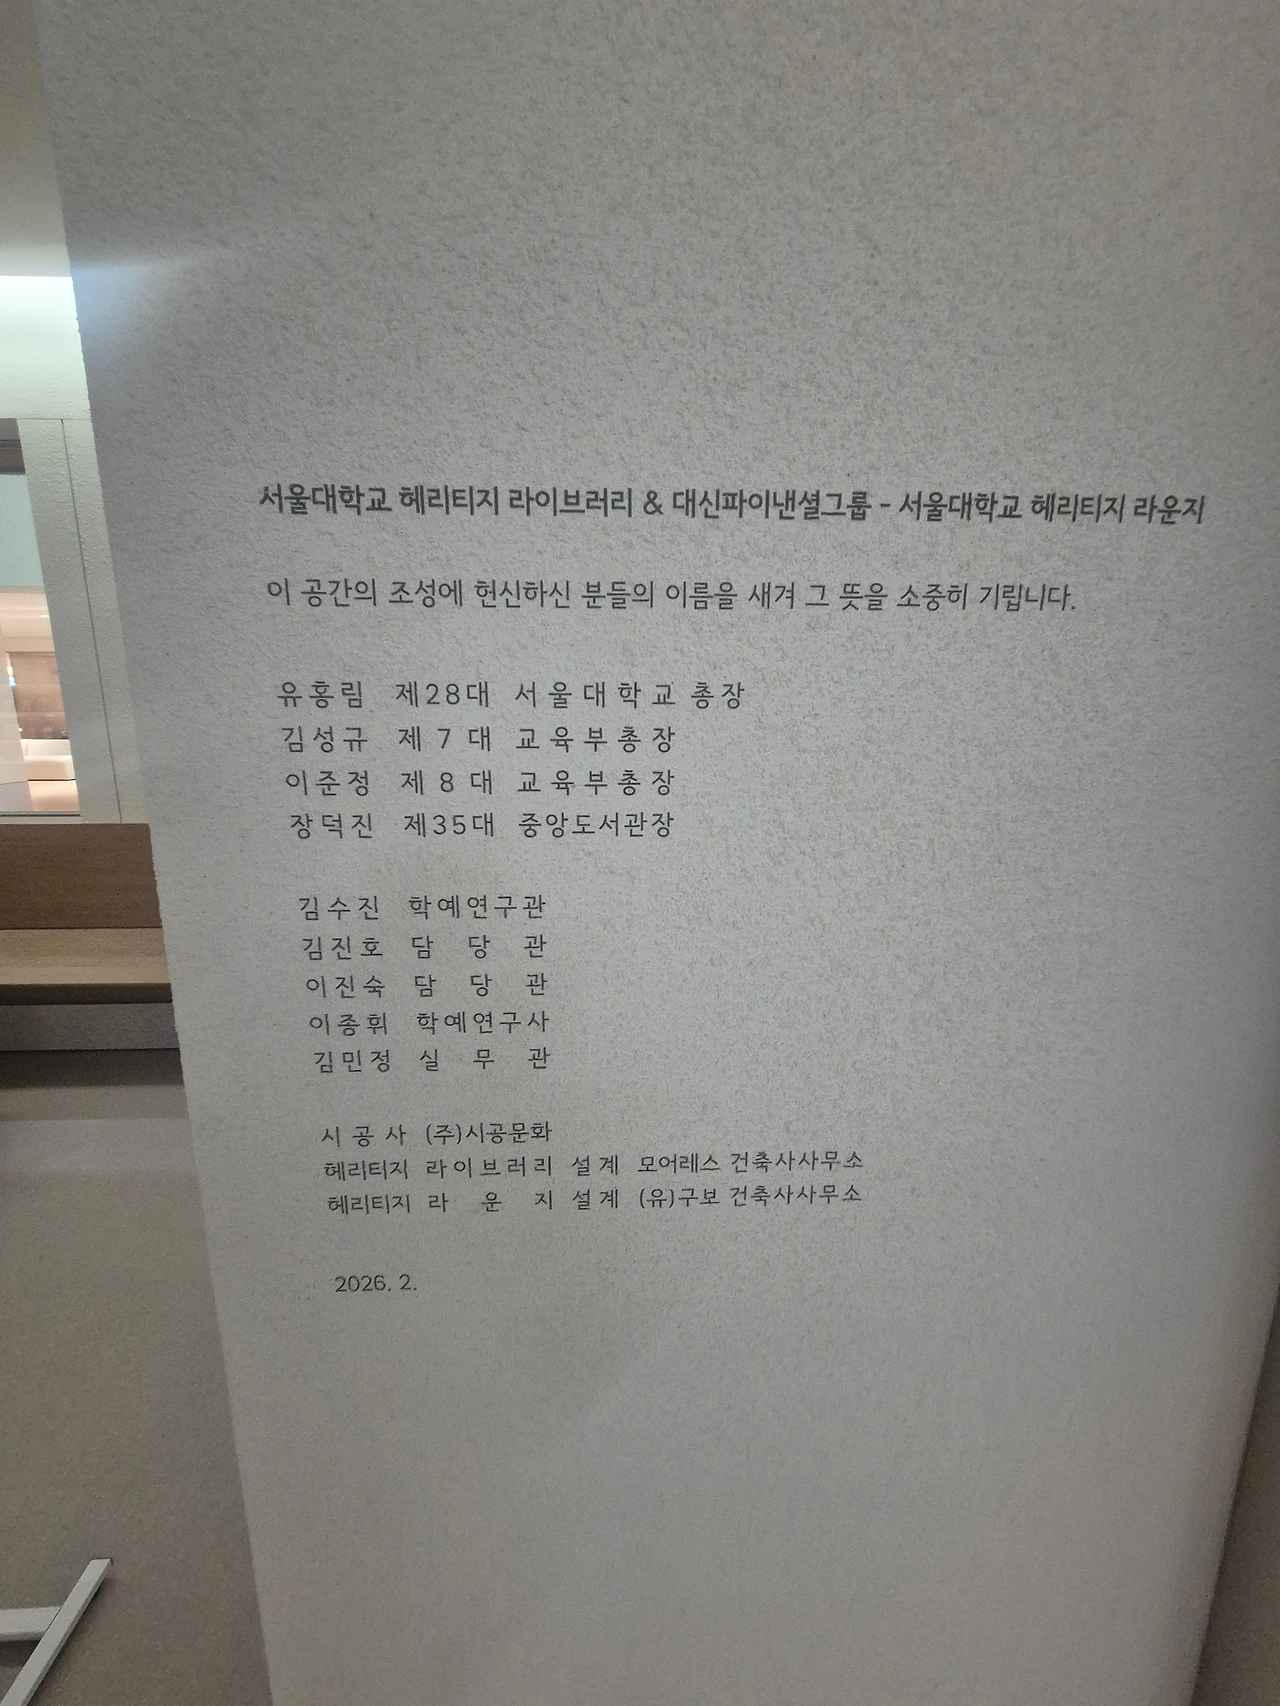 서울대학교 헤리티지 라이브러리 & 대신파이낸셜그룹 - 서울대학교 헤리티지 라운지
이 공간의 조성에 헌신하신 분들의 이름을 새겨 그 뜻을 소중히 기립니다.
유홍림 제28대 서울대학교 총장
김성규 제 7 대 교육부총장
이준정 제 8 대 교육부총장
장덕진 제35대 중앙도서관장
김수진 학예연구관
김진호 담 당 관
이진숙 담 당 관
이종휘 학예연구사
김민정 실 무 관
시 공 사 (주)시공문화
헤리티지 라이브러리 설계 모어레스 건축사사무소
헤리티지 라 운 지 설계 (유)구보 건축사사무소
2026. 2.